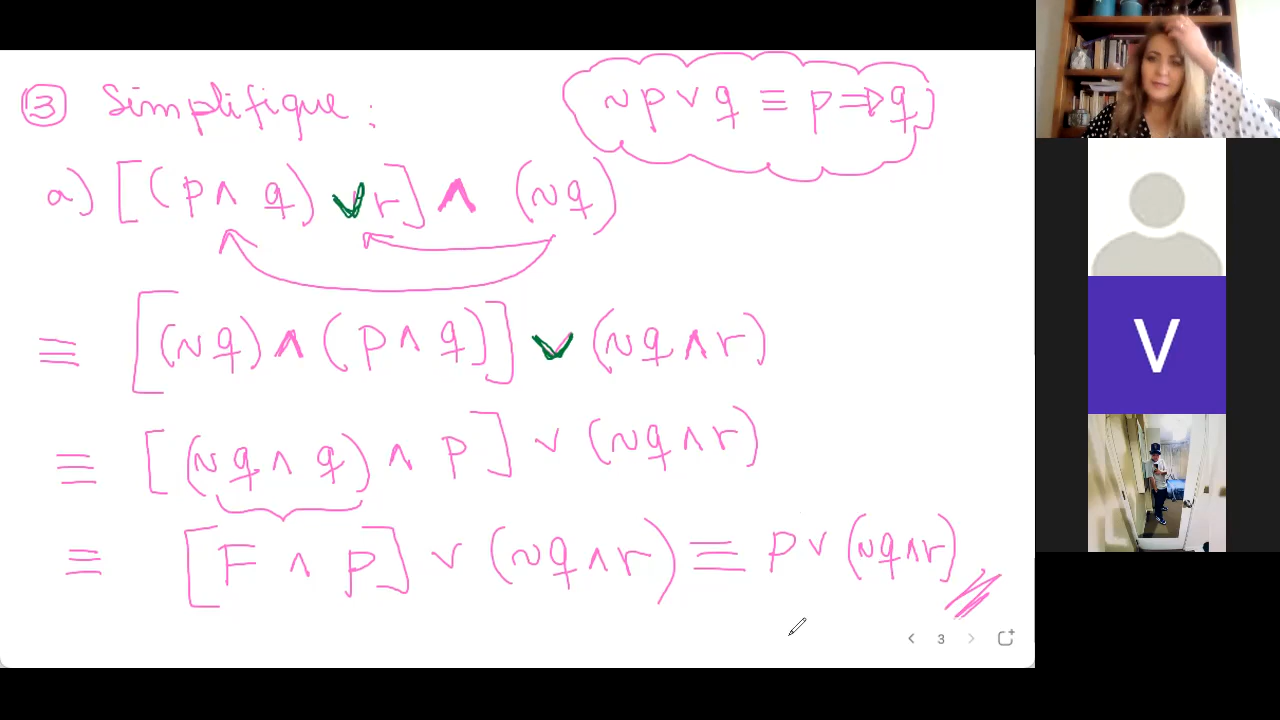 ③ Simplifique:
~p ∨ q ≡ p ⇒ q
a) [(p ∧ q) ∨ r] ∧ (~q)
≡ [(~q) ∧ (p ∧ q)] ∨ (~q ∧ r)
≡ [(~q ∧ q) ∧ p] ∨ (~q ∧ r)
≡ [F ∧ p] ∨ (~q ∧ r) ≡ p ∨ (~q ∧ r)
3
V